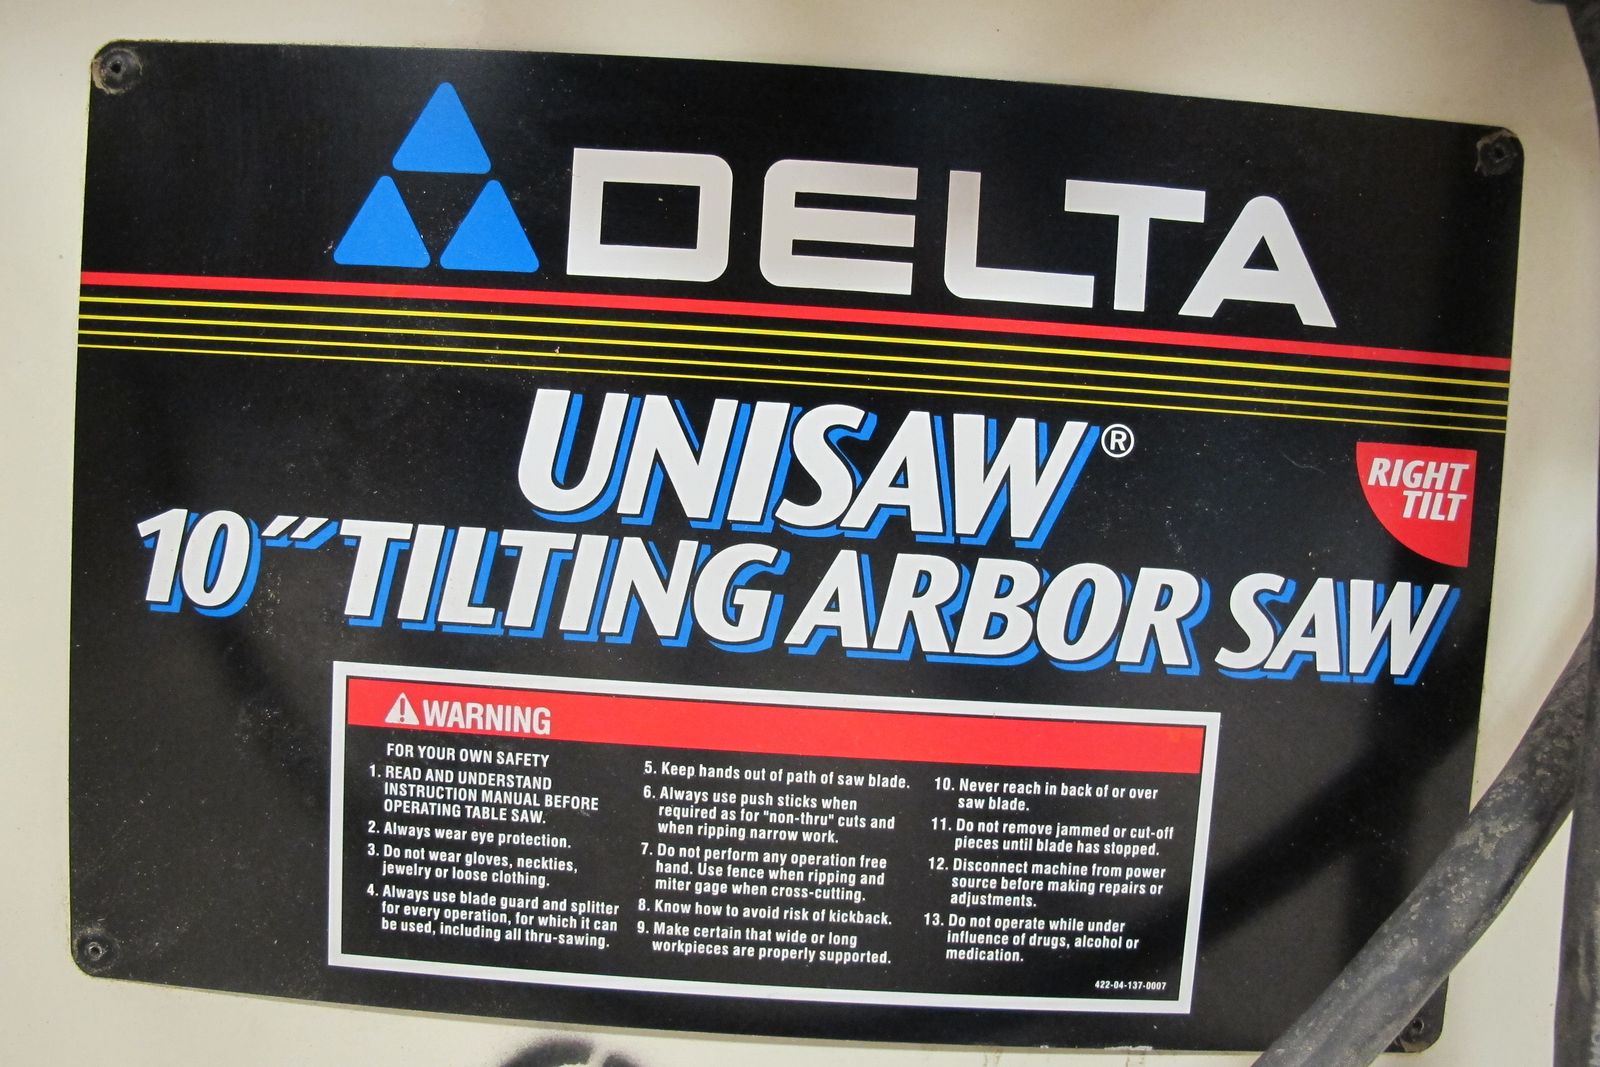 DELTA
UNISAW®
RIGHT
TILT
10" TILTING ARBOR SAW
WARNING
FOR YOUR OWN SAFETY
1. READ AND UNDERSTAND
INSTRUCTION MANUAL BEFORE
OPERATING TABLE SAW.
2. Always wear eye protection.
3. Do not wear gloves, neckties,
jewelry or loose clothing.
4. Always use blade guard and splitter
for every operation, for which it can
be used, including all thru-sawing.
5. Keep hands out of path of saw blade.
6. Always use push sticks when
required as for "non-thru" cuts and
when ripping narrow work.
7. Do not perform any operation free
hand. Use fence when ripping and
miter gage when cross-cutting.
8. Know how to avoid risk of kickback.
9. Make certain that wide or long
workpieces are properly supported.
10. Never reach in back of or over
saw blade.
11. Do not remove jammed or cut-off
pieces until blade has stopped.
12. Disconnect machine from power
source before making repairs or
adjustments.
13. Do not operate while under
influence of drugs, alcohol or
medication.
422-04-137-0007